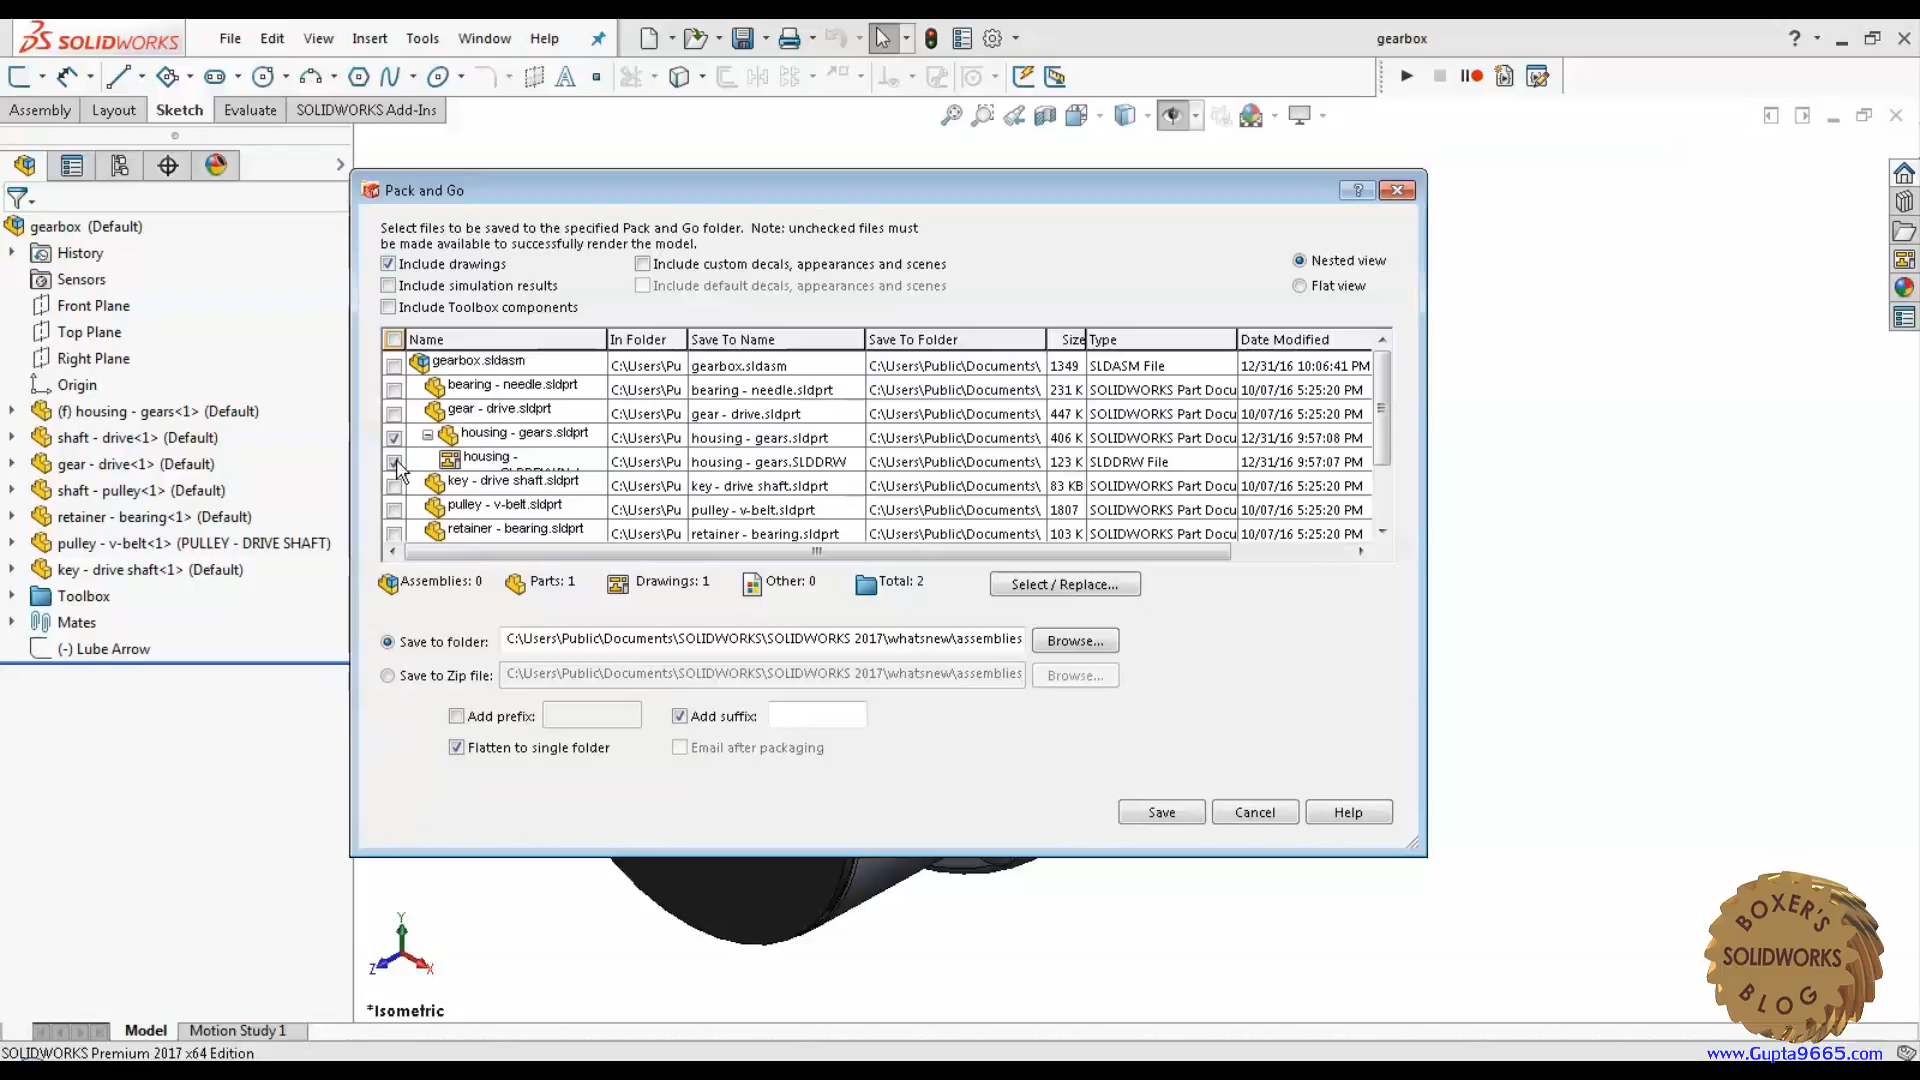 SOLIDWORKS
File Edit View Insert Tools Window Help
gearbox
Assembly Layout Sketch Evaluate SOLIDWORKS Add-Ins
gearbox (Default)
History
Sensors
Front Plane
Top Plane
Right Plane
Origin
(f) housing - gears<1> (Default)
shaft - drive<1> (Default)
gear - drive<1> (Default)
shaft - pulley<1> (Default)
retainer - bearing<1> (Default)
pulley - v-belt<1> (PULLEY - DRIVE SHAFT)
key - drive shaft<1> (Default)
Toolbox
Mates
(-) Lube Arrow
Pack and Go
Select files to be saved to the specified Pack and Go folder. Note: unchecked files must
be made available to successfully render the model.
Include drawings Include custom decals, appearances and scenes Nested view
Include simulation results Include default decals, appearances and scenes Flat view
Include Toolbox components
Name In Folder Save To Name Save To Folder Size Type Date Modified
gearbox.sldasm C:\Users\Pu gearbox.sldasm C:\Users\Public\Documents\ 1349 SLDASM File 12/31/16 10:06:41 PM
bearing - needle.sldprt C:\Users\Pu bearing - needle.sldprt C:\Users\Public\Documents\ 231 K SOLIDWORKS Part Docu 10/07/16 5:25:20 PM
gear - drive.sldprt C:\Users\Pu gear - drive.sldprt C:\Users\Public\Documents\ 447 K SOLIDWORKS Part Docu 10/07/16 5:25:20 PM
housing - gears.sldprt C:\Users\Pu housing - gears.sldprt C:\Users\Public\Documents\ 406 K SOLIDWORKS Part Docu 12/31/16 9:57:08 PM
housing - C:\Users\Pu housing - gears.SLDDRW C:\Users\Public\Documents\ 123 K SLDDRW File 12/31/16 9:57:07 PM
key - drive shaft.sldprt C:\Users\Pu key - drive shaft.sldprt C:\Users\Public\Documents\ 83 KB SOLIDWORKS Part Docu 10/07/16 5:25:20 PM
pulley - v-belt.sldprt C:\Users\Pu pulley - v-belt.sldprt C:\Users\Public\Documents\ 1807 SOLIDWORKS Part Docu 10/07/16 5:25:20 PM
retainer - bearing.sldprt C:\Users\Pu retainer - bearing.sldprt C:\Users\Public\Documents\ 103 K SOLIDWORKS Part Docu 10/07/16 5:25:20 PM
Assemblies: 0 Parts: 1 Drawings: 1 Other: 0 Total: 2 Select / Replace...
Save to folder: C:\Users\Public\Documents\SOLIDWORKS\SOLIDWORKS 2017\whatsnew\assemblies Browse...
Save to Zip file: C:\Users\Public\Documents\SOLIDWORKS\SOLIDWORKS 2017\whatsnew\assemblies Browse...
Add prefix: Add suffix:
Flatten to single folder Email after packaging
Save Cancel Help
Y
Z X
*Isometric
Model Motion Study 1
SOLIDWORKS Premium 2017 x64 Edition
BOXER'S
SOLIDWORKS
BLOG
www.Gupta9665.com